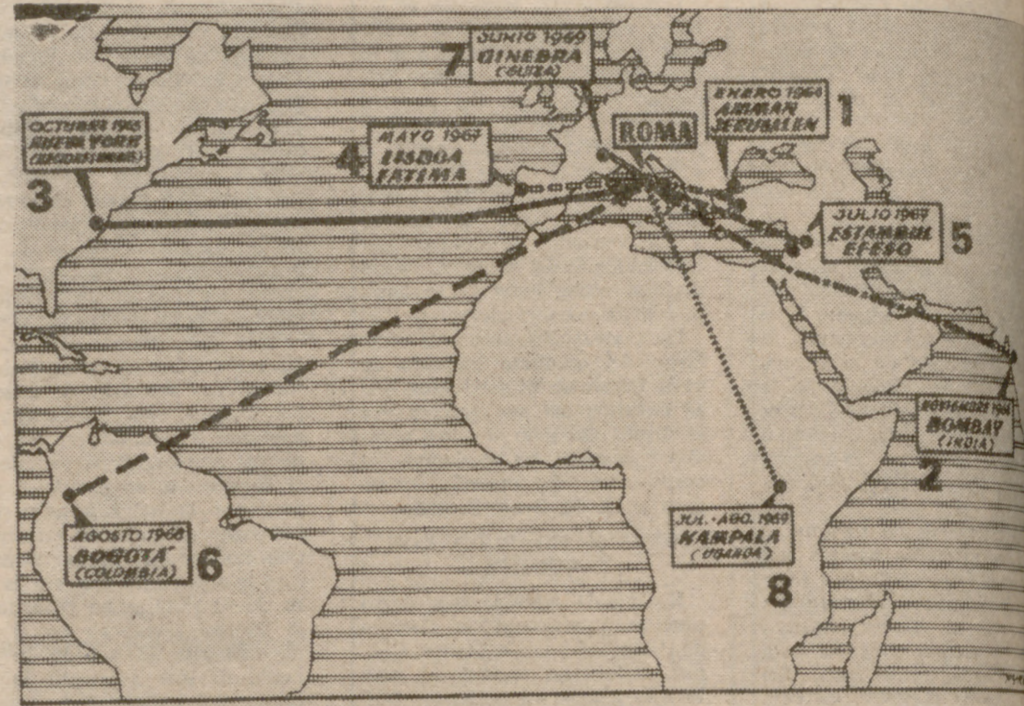 7
JUNIO 1969
GINEBRA
(SUIZA)
ENERO 1964
AMMAN
JERUSALEN
1
ROMA
OCTUBRE 1965
NUEVA YORK
3
4
MAYO 1967
LISBOA
FATIMA
JULIO 1967
ESTAMBUL
EFESO
5
NOVIEMBRE 1964
BOMBAY
(INDIA)
2
AGOSTO 1968
BOGOTÁ
(COLOMBIA)
6
JUL.-AGO. 1969
KAMPALA
(UGANDA)
8